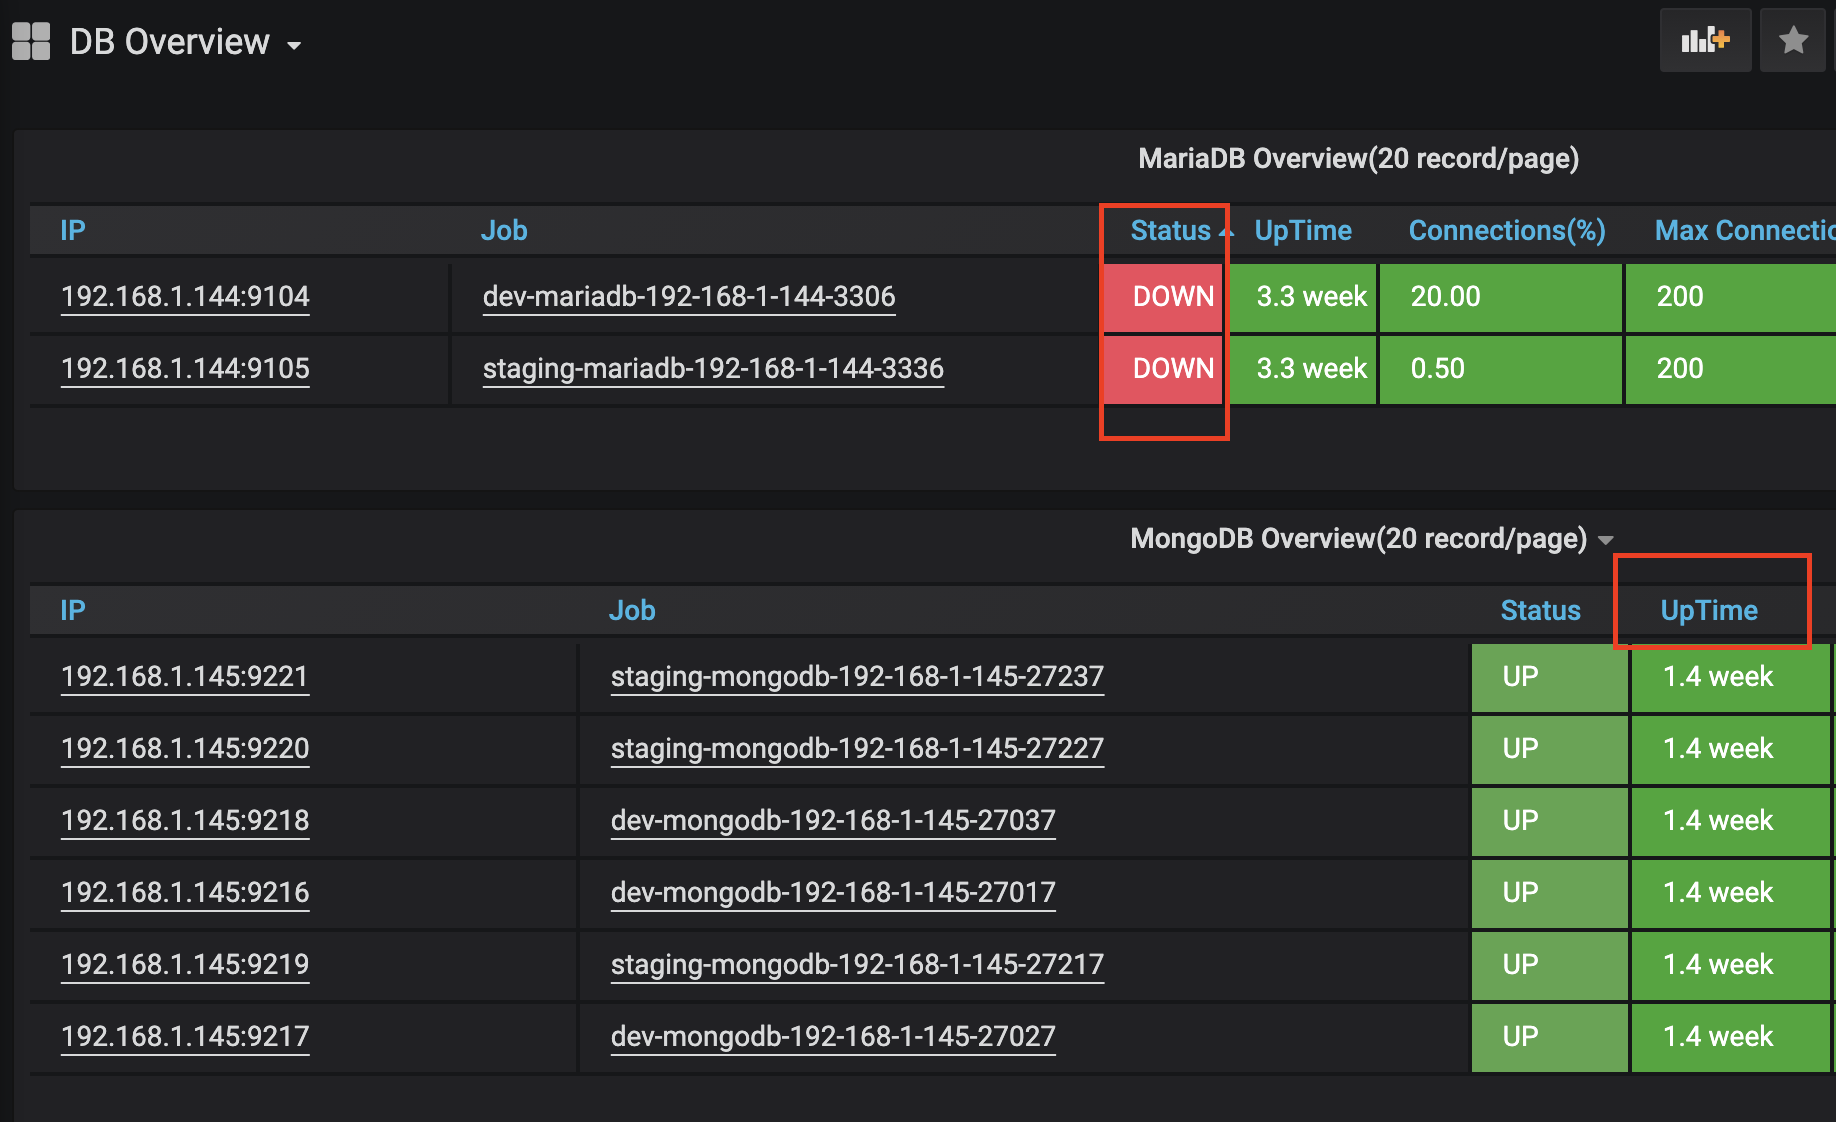 DB Overview
MariaDB Overview(20 record/page)
IP Job Status UpTime Connections(%) Max Connectio
192.168.1.144:9104 dev-mariadb-192-168-1-144-3306 DOWN 3.3 week 20.00 200
192.168.1.144:9105 staging-mariadb-192-168-1-144-3336 DOWN 3.3 week 0.50 200
MongoDB Overview(20 record/page)
IP Job Status UpTime
192.168.1.145:9221 staging-mongodb-192-168-1-145-27237 UP 1.4 week
192.168.1.145:9220 staging-mongodb-192-168-1-145-27227 UP 1.4 week
192.168.1.145:9218 dev-mongodb-192-168-1-145-27037 UP 1.4 week
192.168.1.145:9216 dev-mongodb-192-168-1-145-27017 UP 1.4 week
192.168.1.145:9219 staging-mongodb-192-168-1-145-27217 UP 1.4 week
192.168.1.145:9217 dev-mongodb-192-168-1-145-27027 UP 1.4 week